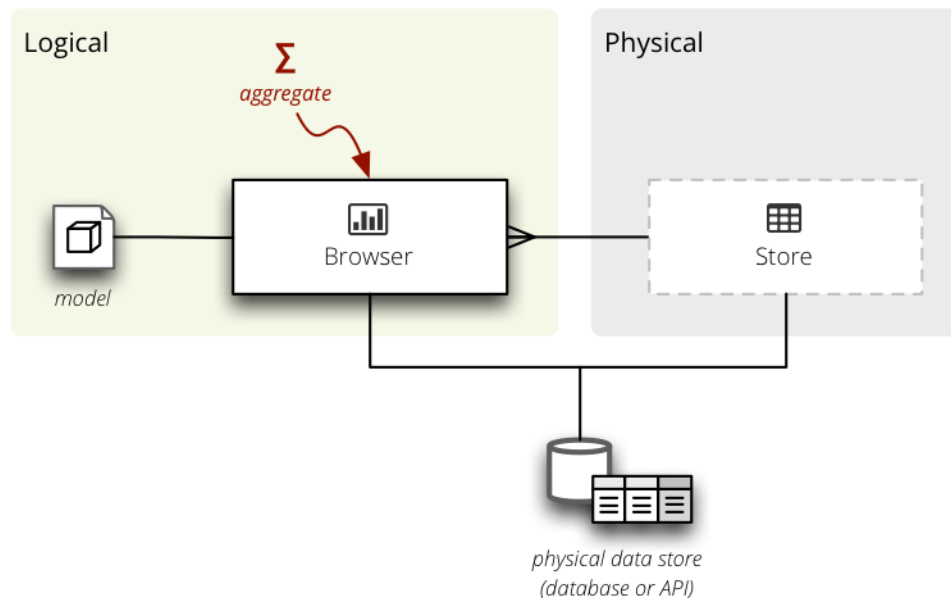 Logical
Physical
Σ
aggregate
Browser
Store
model
physical data store
(database or API)